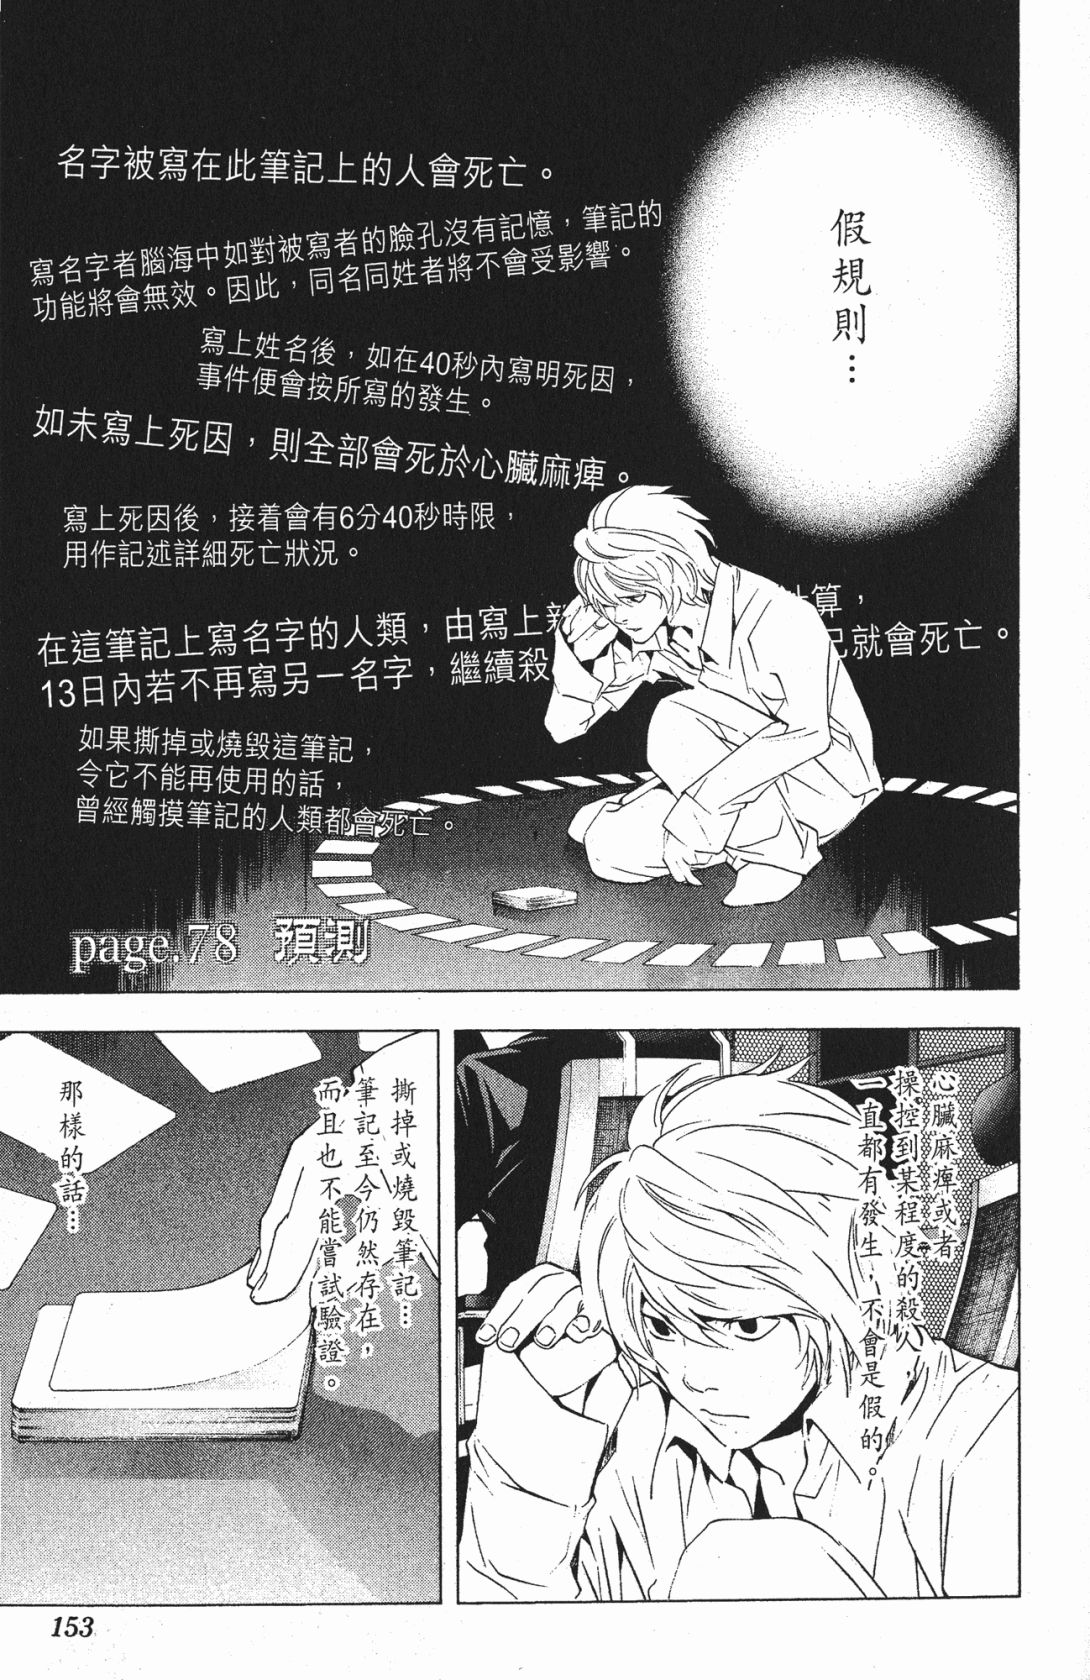 假規則…
名字被寫在此筆記上的人會死亡。
寫名字者腦海中如對被寫者的臉孔沒有記憶，筆記的
功能將會無效。因此，同名同姓者將不會受影響。
寫上姓名後，如在40秒內寫明死因，
事件便會按所寫的發生。
如未寫上死因，則全部會死於心臟麻痺。
寫上死因後，接着會有6分40秒時限，
用作記述詳細死亡狀況。
在這筆記上寫名字的人類，由寫上 計算，
13日內若不再寫另一名字，繼續殺 記就會死亡。
如果撕掉或燒毀這筆記，
令它不能再使用的話，
曾經觸摸筆記的人類都會死亡。
page.78 預測
心臟麻痺或者
操控到某程度的殺人，
一直都有發生，不會是假的。
撕掉或燒毀筆記…
筆記至今仍然存在，
而且也不能嘗試驗證。
那樣的話…
153